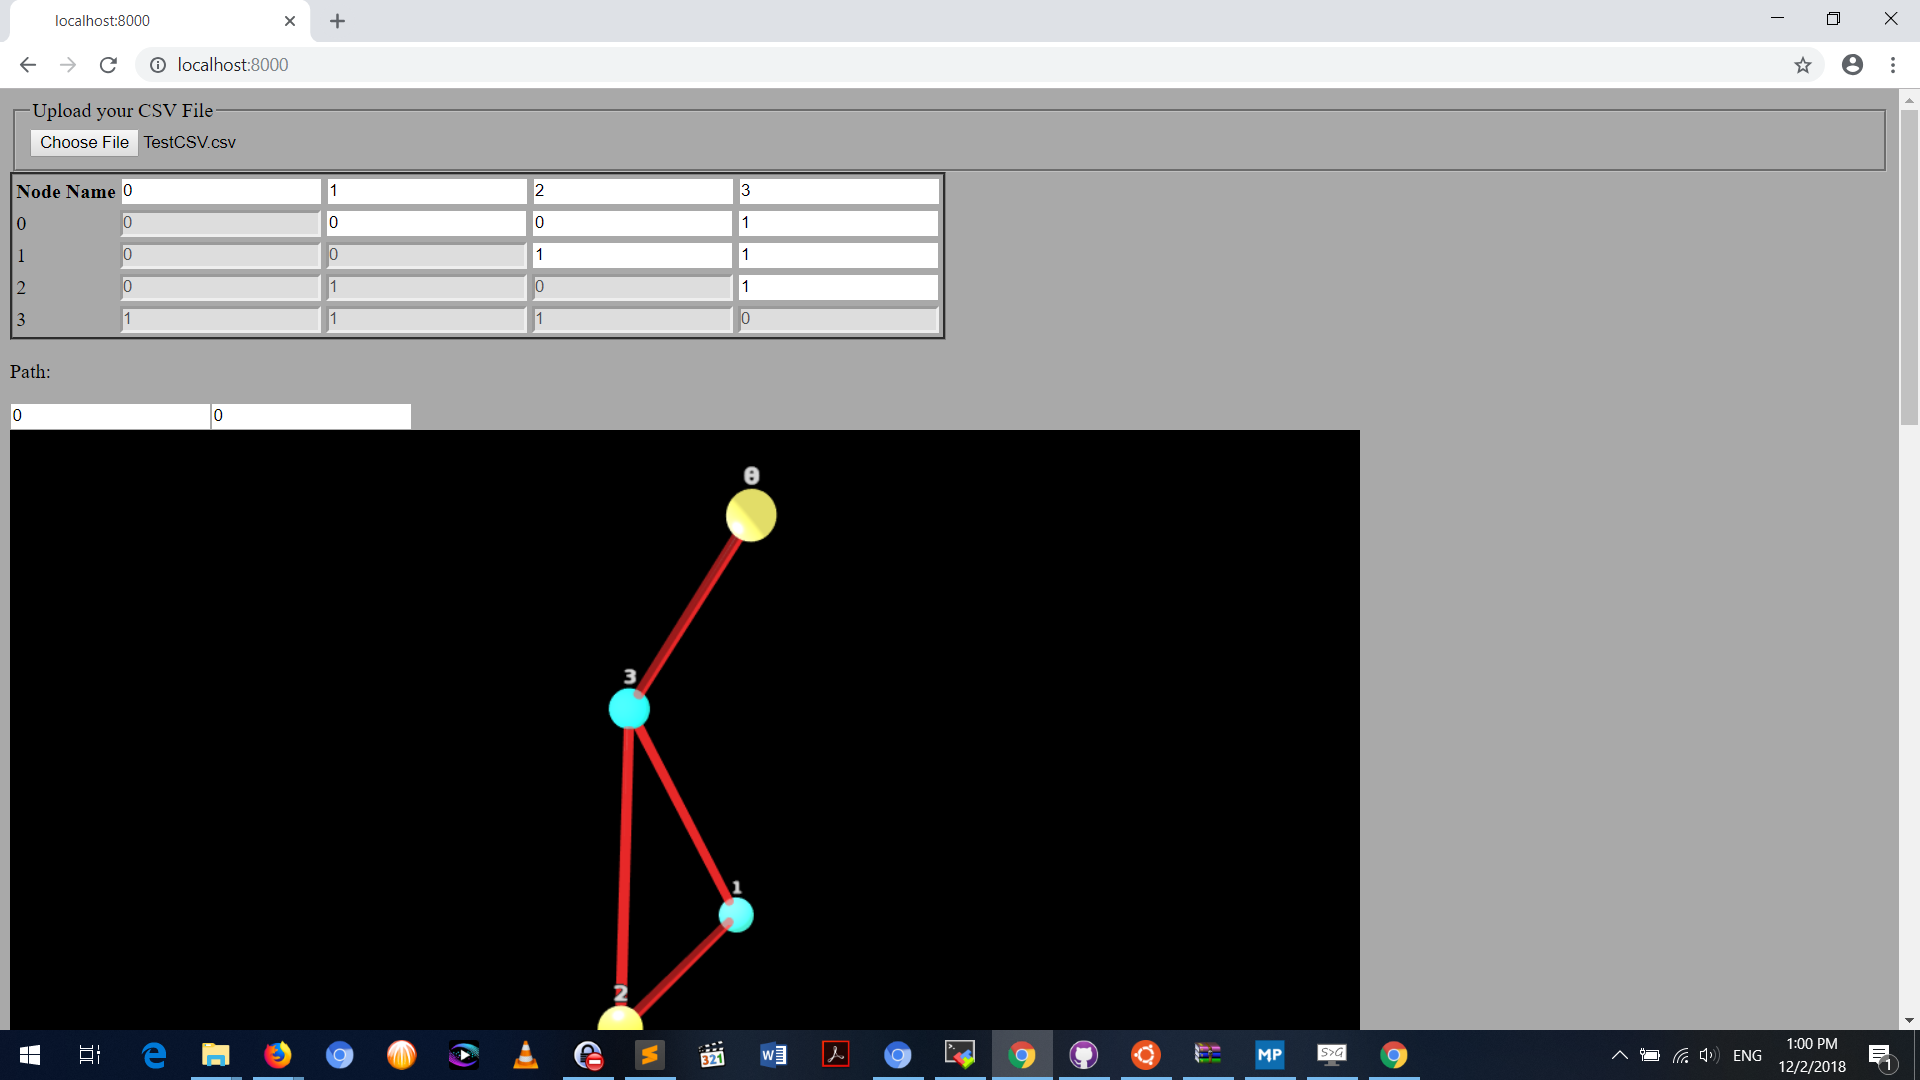 localhost:8000
localhost:8000
Upload your CSV File
Choose File TestCSV.csv
Node Name 0 1 2 3
0 0 0 0 1
1 0 0 1 1
2 0 1 0 1
3 1 1 1 0
Path:
0 0
0
3
1
2
321
W
MP
S>G
ENG
1:00 PM
12/2/2018
1